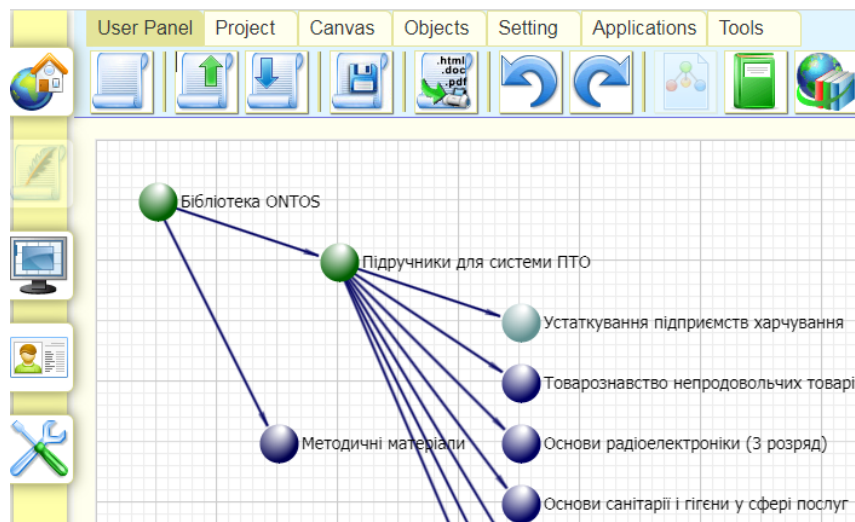 User Panel Project Canvas Objects Setting Applications Tools
.html
.doc
.pdf
Бібліотека ONTOS
Підручники для системи ПТО
Устаткування підприємств харчування
Товарознавство непродовольчих товарі
Методичні матеріали
Основи радіоелектроніки (3 розряд)
Основи санітарії і гігєни у сфері послуг